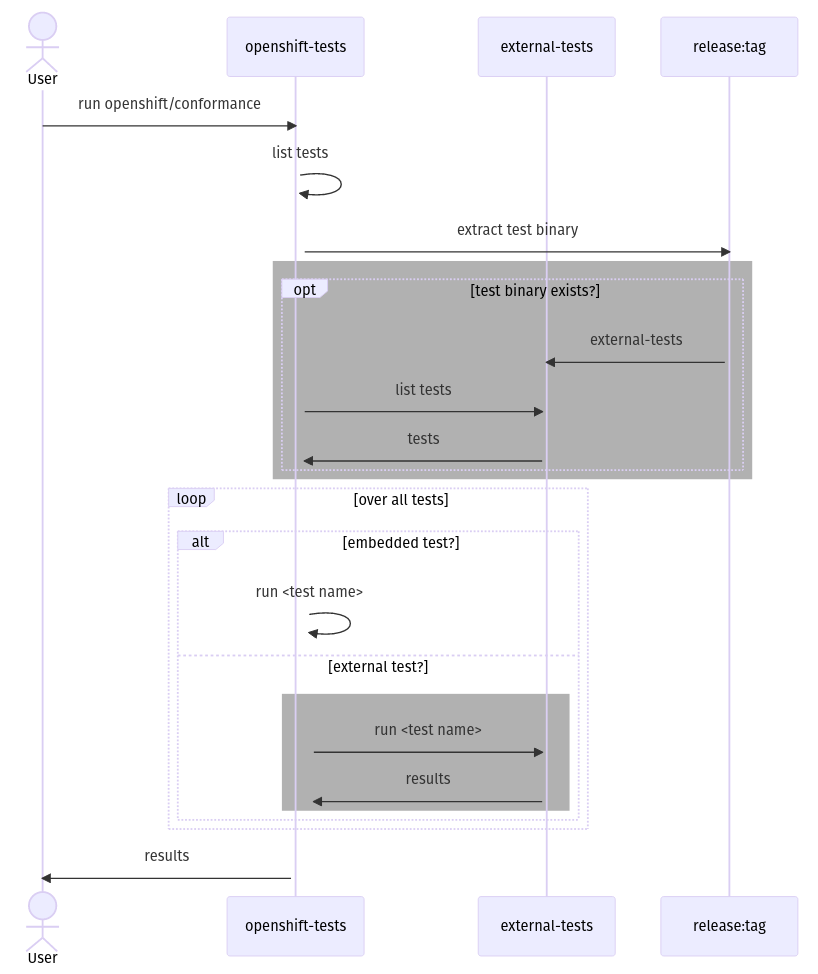 openshift-tests
external-tests
release:tag
User
run openshift/conformance
list tests
extract test binary
opt
[test binary exists?]
external-tests
list tests
tests
loop
[over all tests]
alt
[embedded test?]
run <test name>
[external test?]
run <test name>
results
results
openshift-tests
external-tests
release:tag
User